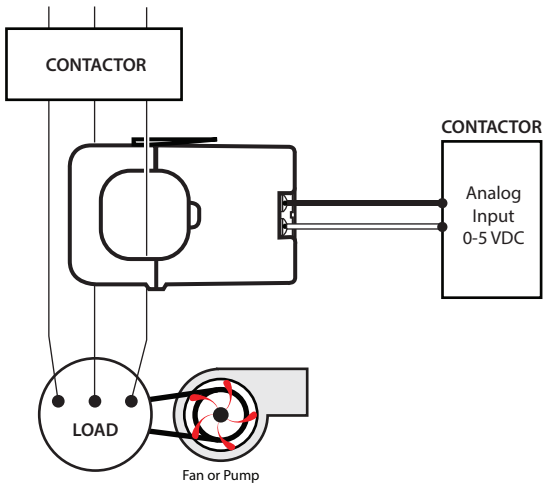 CONTACTOR
CONTACTOR
Analog
Input
0-5 VDC
LOAD
Fan or Pump